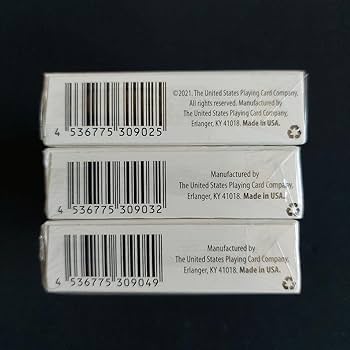 ©2021. The United States Playing Card Company,
All rights reserved. Manufactured by
The United States Playing Card Company,
Erlanger, KY 41018. Made in USA.
4 536775 309025
Manufactured by
The United States Playing Card Company,
Erlanger, KY 41018. Made in USA.
4 536775 309032
Manufactured by
The United States Playing Card Company,
Erlanger, KY 41018. Made in USA.
4 536775 309049